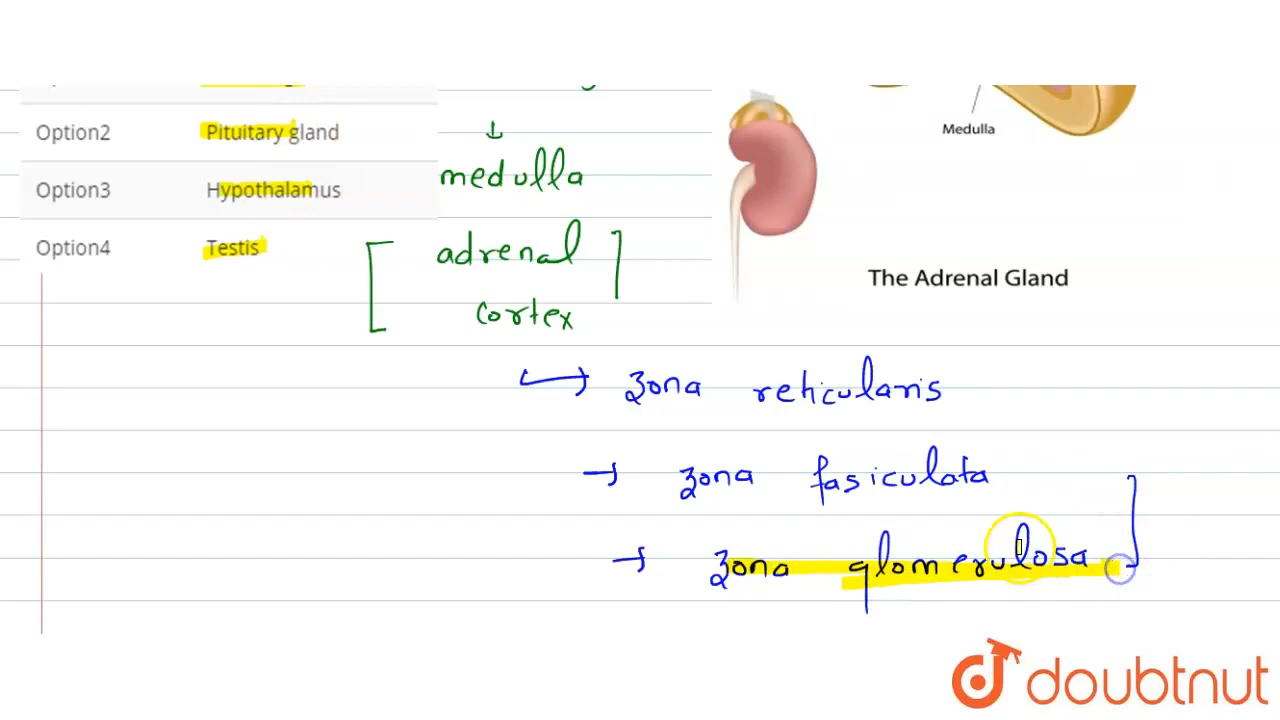 Option2 Pituitary gland
Option3 Hypothalamus
Option4 Testis
medulla
adrenal
cortex
Medulla
The Adrenal Gland
zona reticularis
zona fasiculata
zona glomerulosa
doubtnut